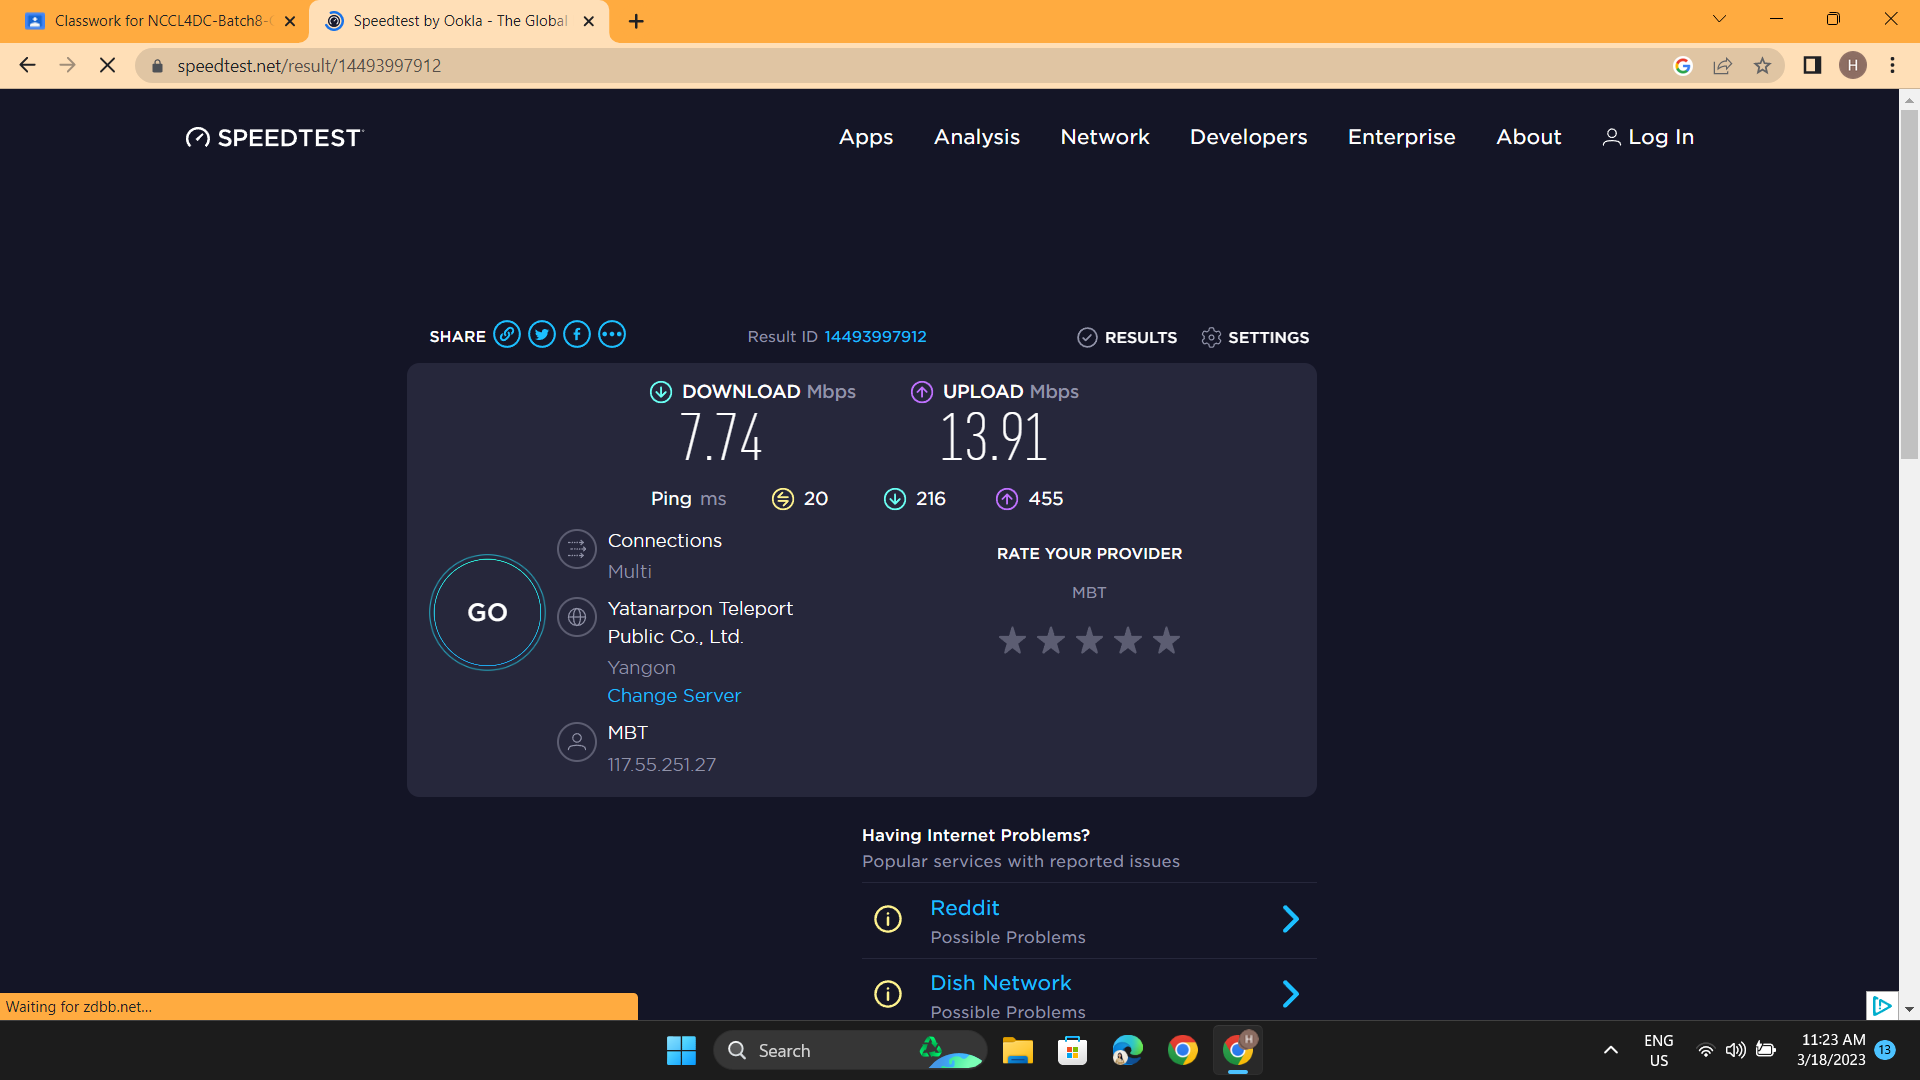 Classwork for NCCL4DC-Batch8-
Speedtest by Ookla - The Global
speedtest.net/result/14493997912
H
SPEEDTEST
Apps
Analysis
Network
Developers
Enterprise
About
Log In
SHARE
Result ID 14493997912
RESULTS
SETTINGS
DOWNLOAD Mbps
7.74
UPLOAD Mbps
13.91
Ping ms
20
216
455
GO
Connections
Multi
Yatanarpon Teleport
Public Co., Ltd.
Yangon
Change Server
MBT
117.55.251.27
RATE YOUR PROVIDER
MBT
Having Internet Problems?
Popular services with reported issues
Reddit
Possible Problems
Dish Network
Possible Problems
Waiting for zdbb.net...
Search
H
ENG
US
11:23 AM
3/18/2023
13